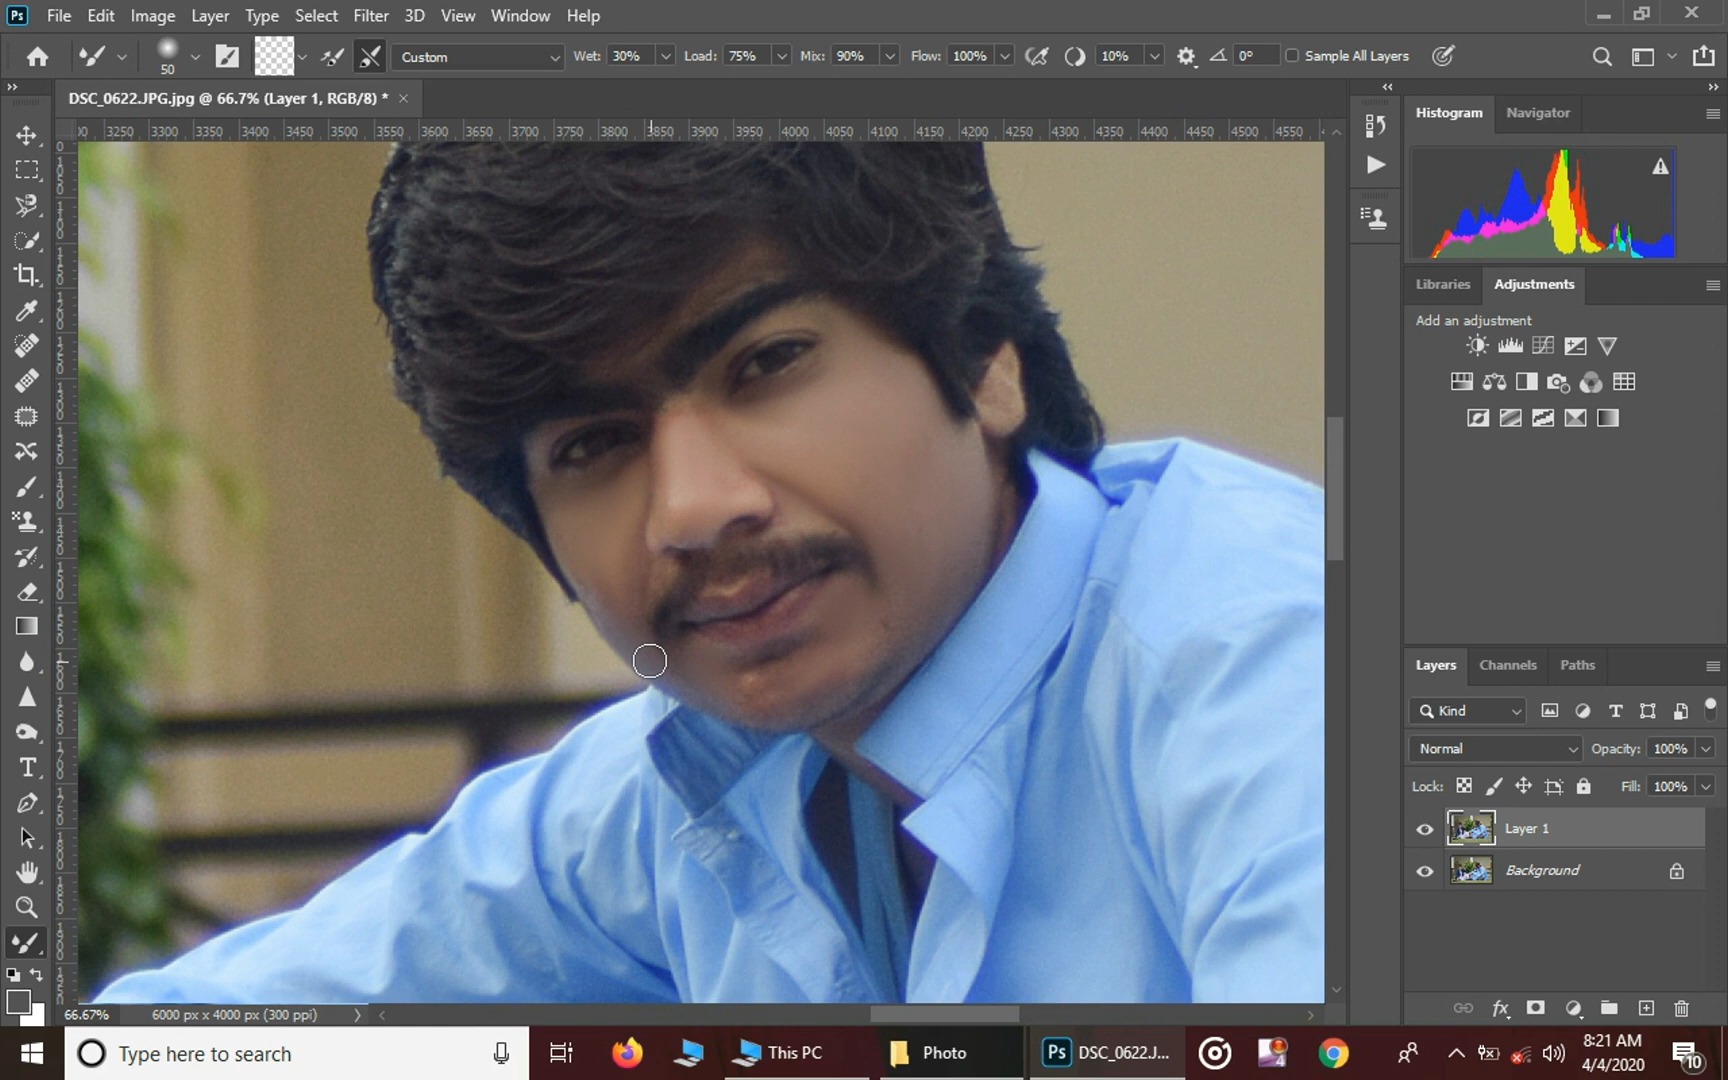 Ps File Edit Image Layer Type Select Filter 3D View Window Help
50 Custom Wet: 30% Load: 75% Mix: 90% Flow: 100% 10% 0° Sample All Layers
DSC_0622.JPG.jpg @ 66.7% (Layer 1, RGB/8) * ×
3250 3300 3350 3400 3450 3500 3550 3600 3650 3700 3750 3800 3850 3900 3950 4000 4050 4100 4150 4200 4250 4300 4350 4400 4450 4500 4550
Histogram Navigator
Libraries Adjustments
Add an adjustment
Layers Channels Paths
Kind
Normal Opacity: 100%
Lock: Fill: 100%
Layer 1
Background
fx
66.67% 6000 px x 4000 px (300 ppi)
Type here to search
This PC
Photo
Ps DSC_0622.J...
4
8:21 AM
4/4/2020
10